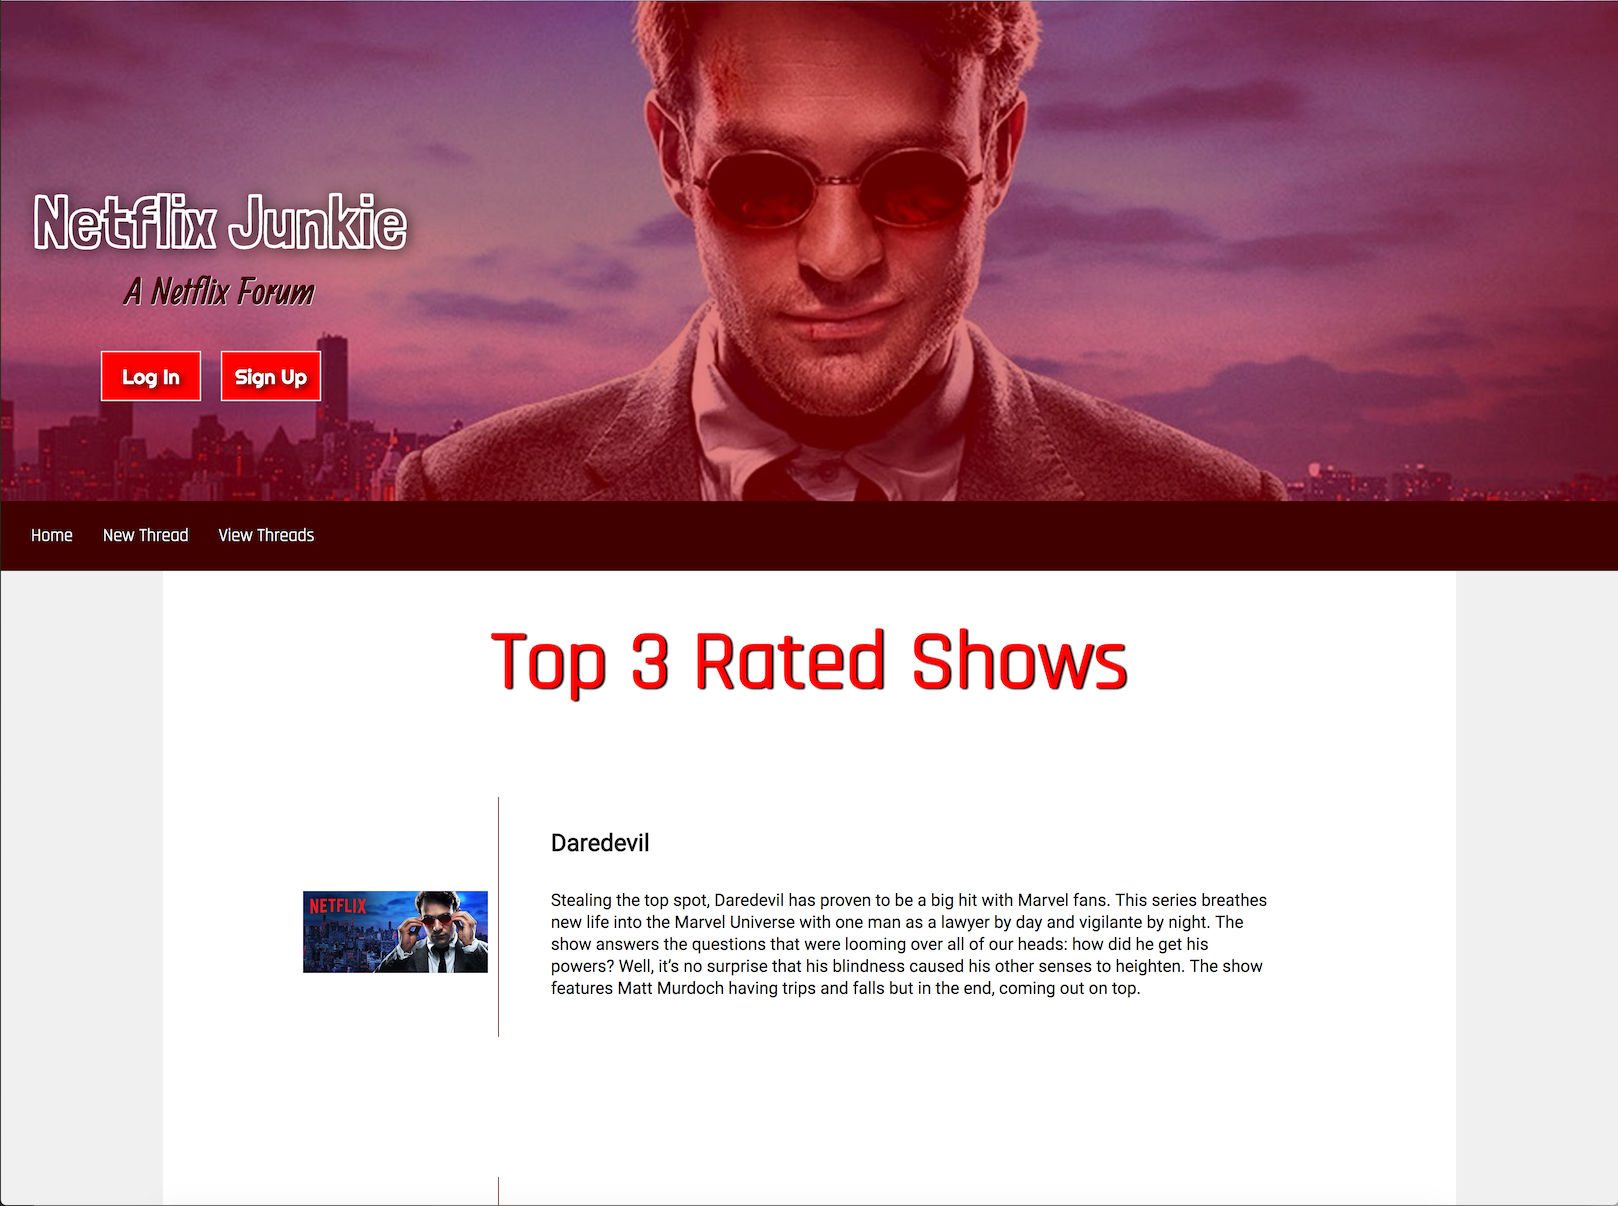 Netflix Junkie
A Netflix Forum
Log In
Sign Up
Home
New Thread
View Threads
Top 3 Rated Shows
NETFLIX
Daredevil
Stealing the top spot, Daredevil has proven to be a big hit with Marvel fans. This series breathes
new life into the Marvel Universe with one man as a lawyer by day and vigilante by night. The
show answers the questions that were looming over all of our heads: how did he get his
powers? Well, it’s no surprise that his blindness caused his other senses to heighten. The show
features Matt Murdoch having trips and falls but in the end, coming out on top.